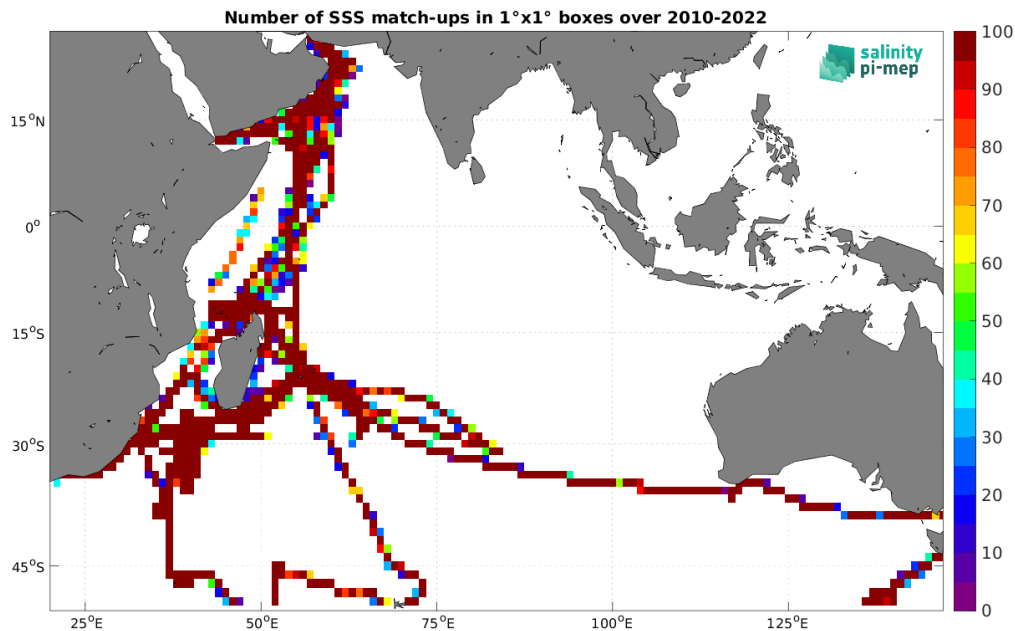 Number of SSS match-ups in 1°x1° boxes over 2010-2022
salinity
pi-mep
15°N
0°
15°S
30°S
45°S
25°E
50°E
75°E
100°E
125°E
100
90
80
70
60
50
40
30
20
10
0